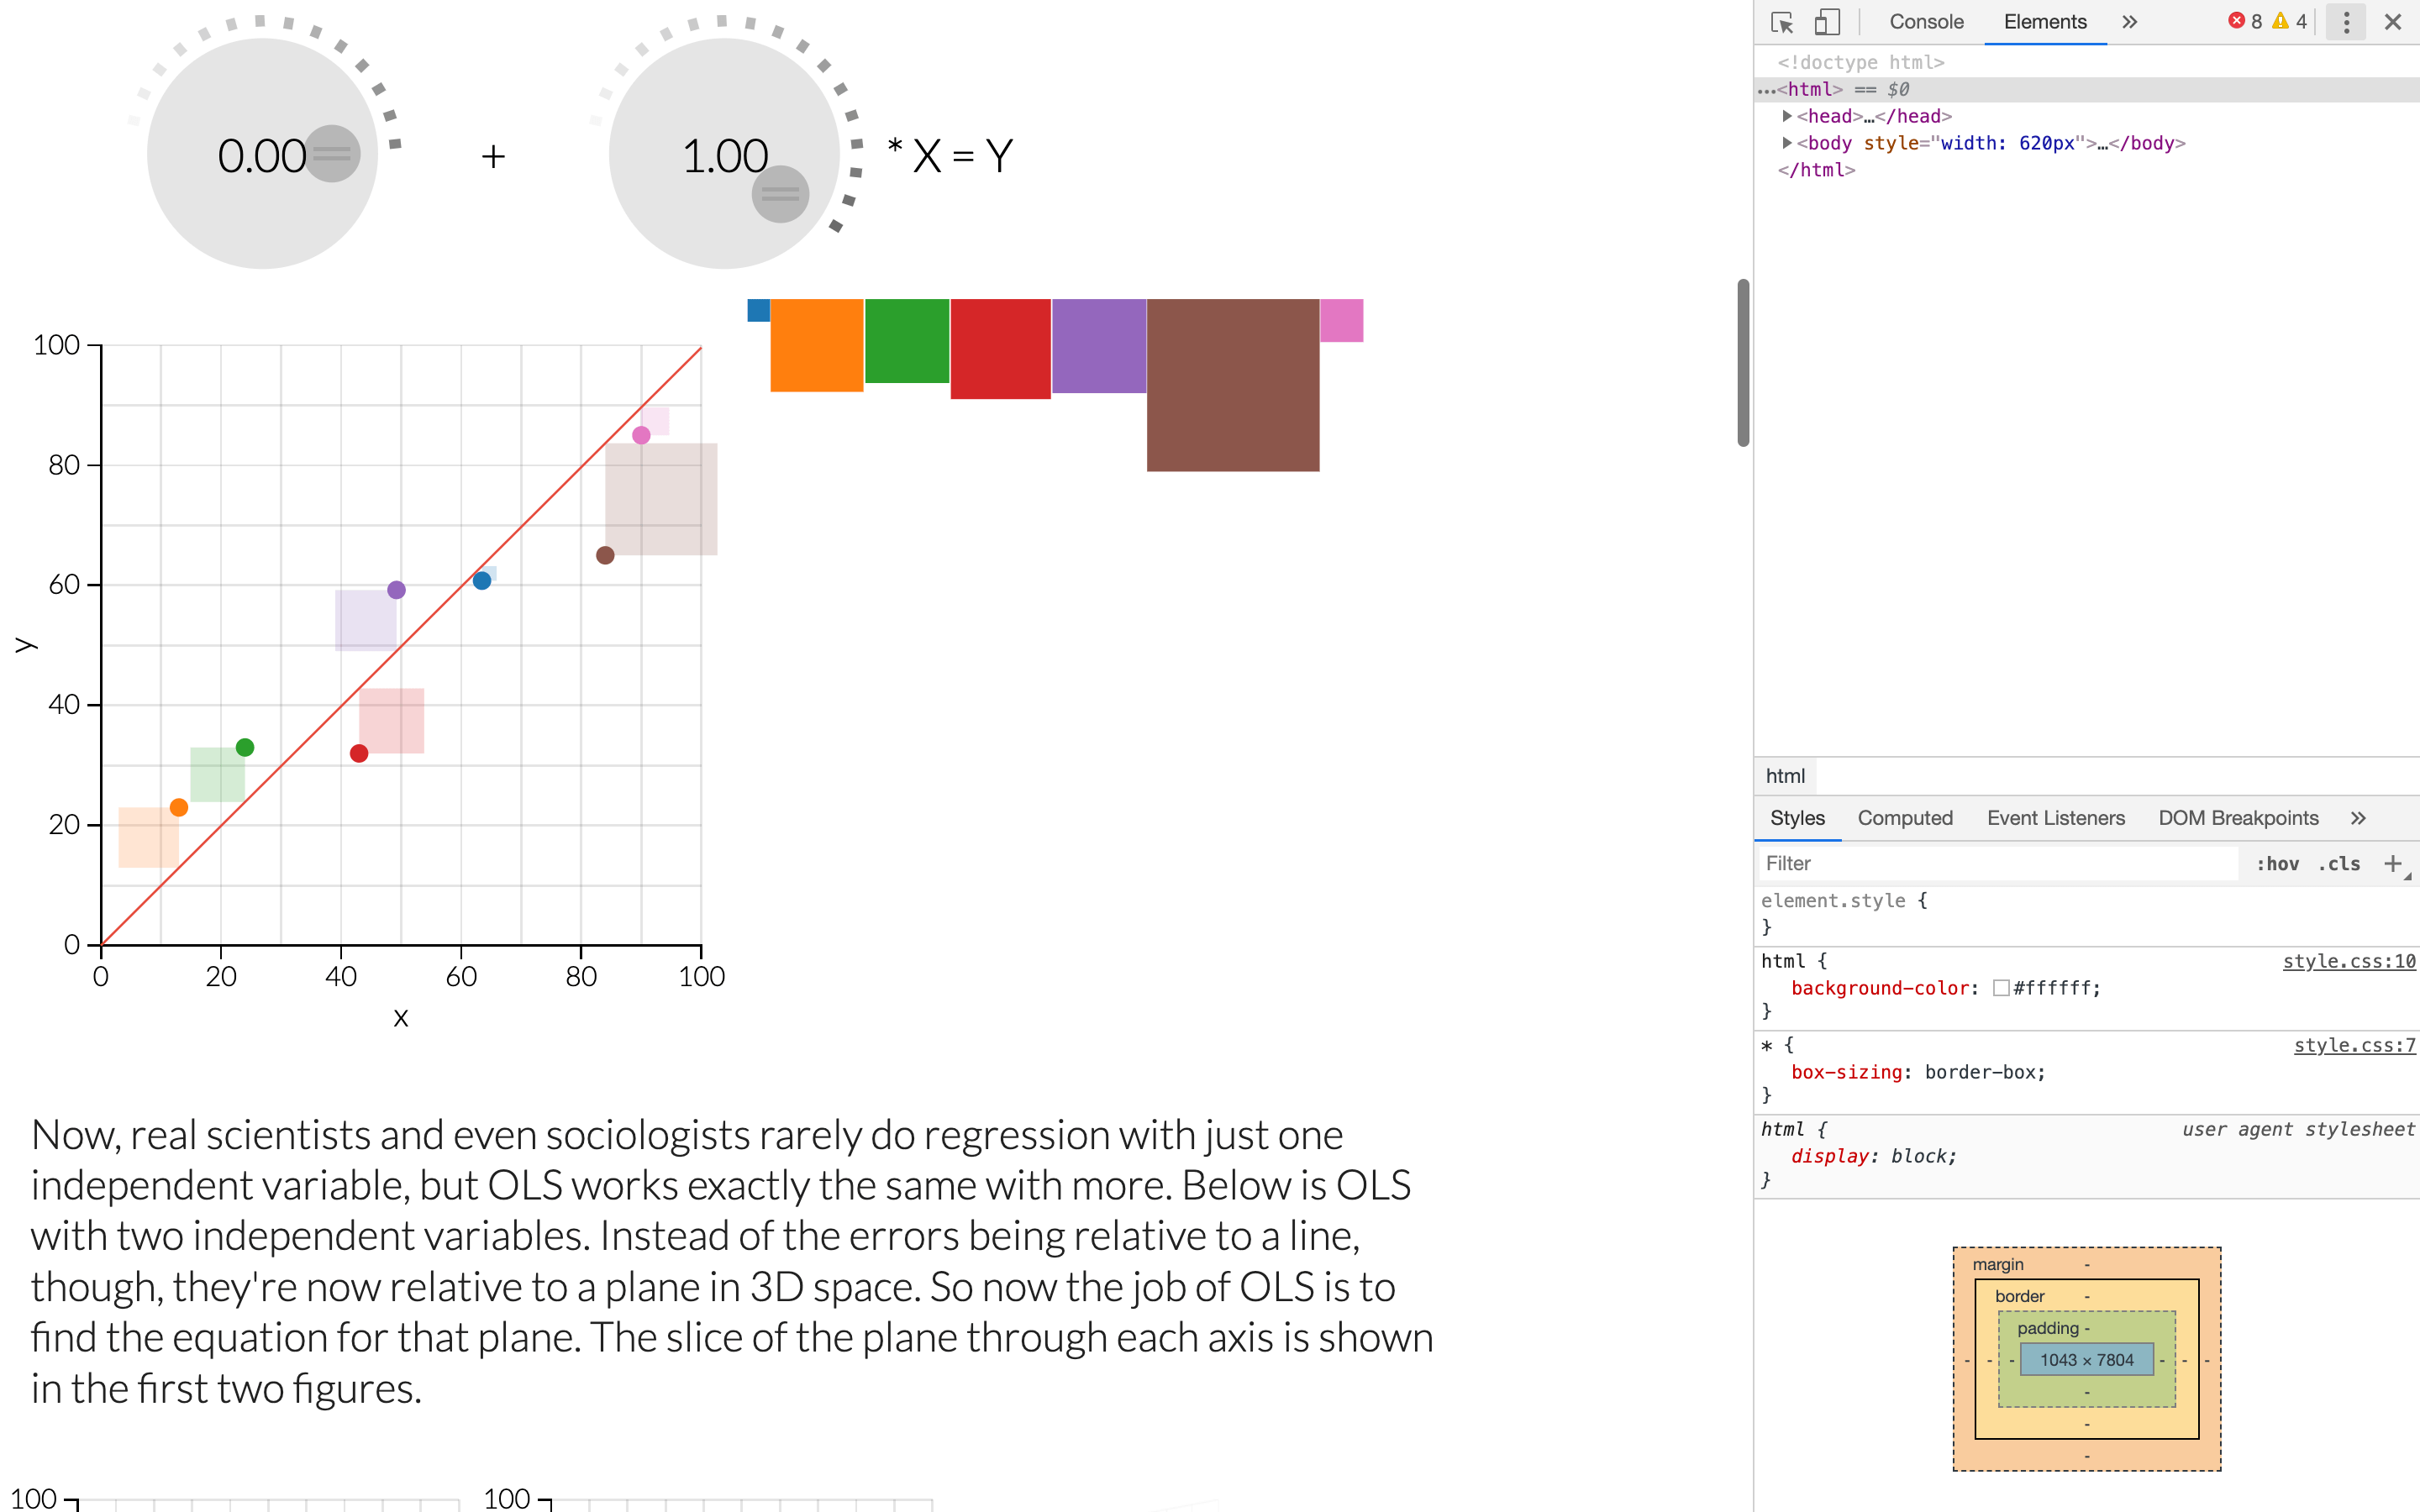 0.00 + 1.00 * X = Y
100
80
60
40
20
0
y
0 20 40 60 80 100
x
Now, real scientists and even sociologists rarely do regression with just one
independent variable, but OLS works exactly the same with more. Below is OLS
with two independent variables. Instead of the errors being relative to a line,
though, they're now relative to a plane in 3D space. So now the job of OLS is to
find the equation for that plane. The slice of the plane through each axis is shown
in the first two figures.
100 100
Console Elements » 8 4
<!doctype html>
…<html> == $0
<head>…</head>
<body style="width: 620px">…</body>
</html>
html
Styles Computed Event Listeners DOM Breakpoints »
Filter :hov .cls +
element.style {
}
html { style.css:10
background-color: #ffffff;
}
* { style.css:7
box-sizing: border-box;
}
html { user agent stylesheet
display: block;
}
margin -
border -
padding -
- - - 1043 × 7804 - - -
-
-
-